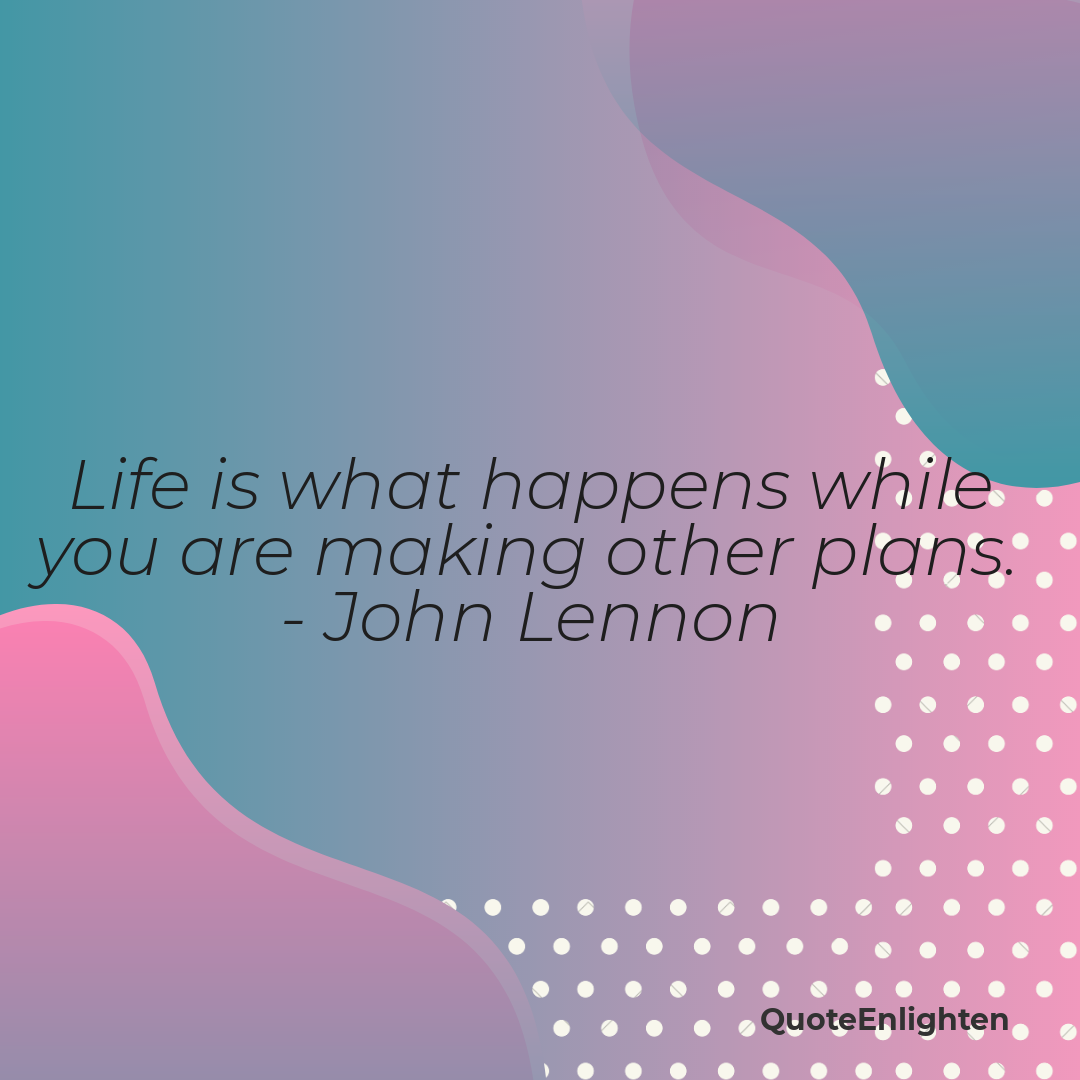 Life is what happens while
you are making other plans.
- John Lennon
QuoteEnlighten